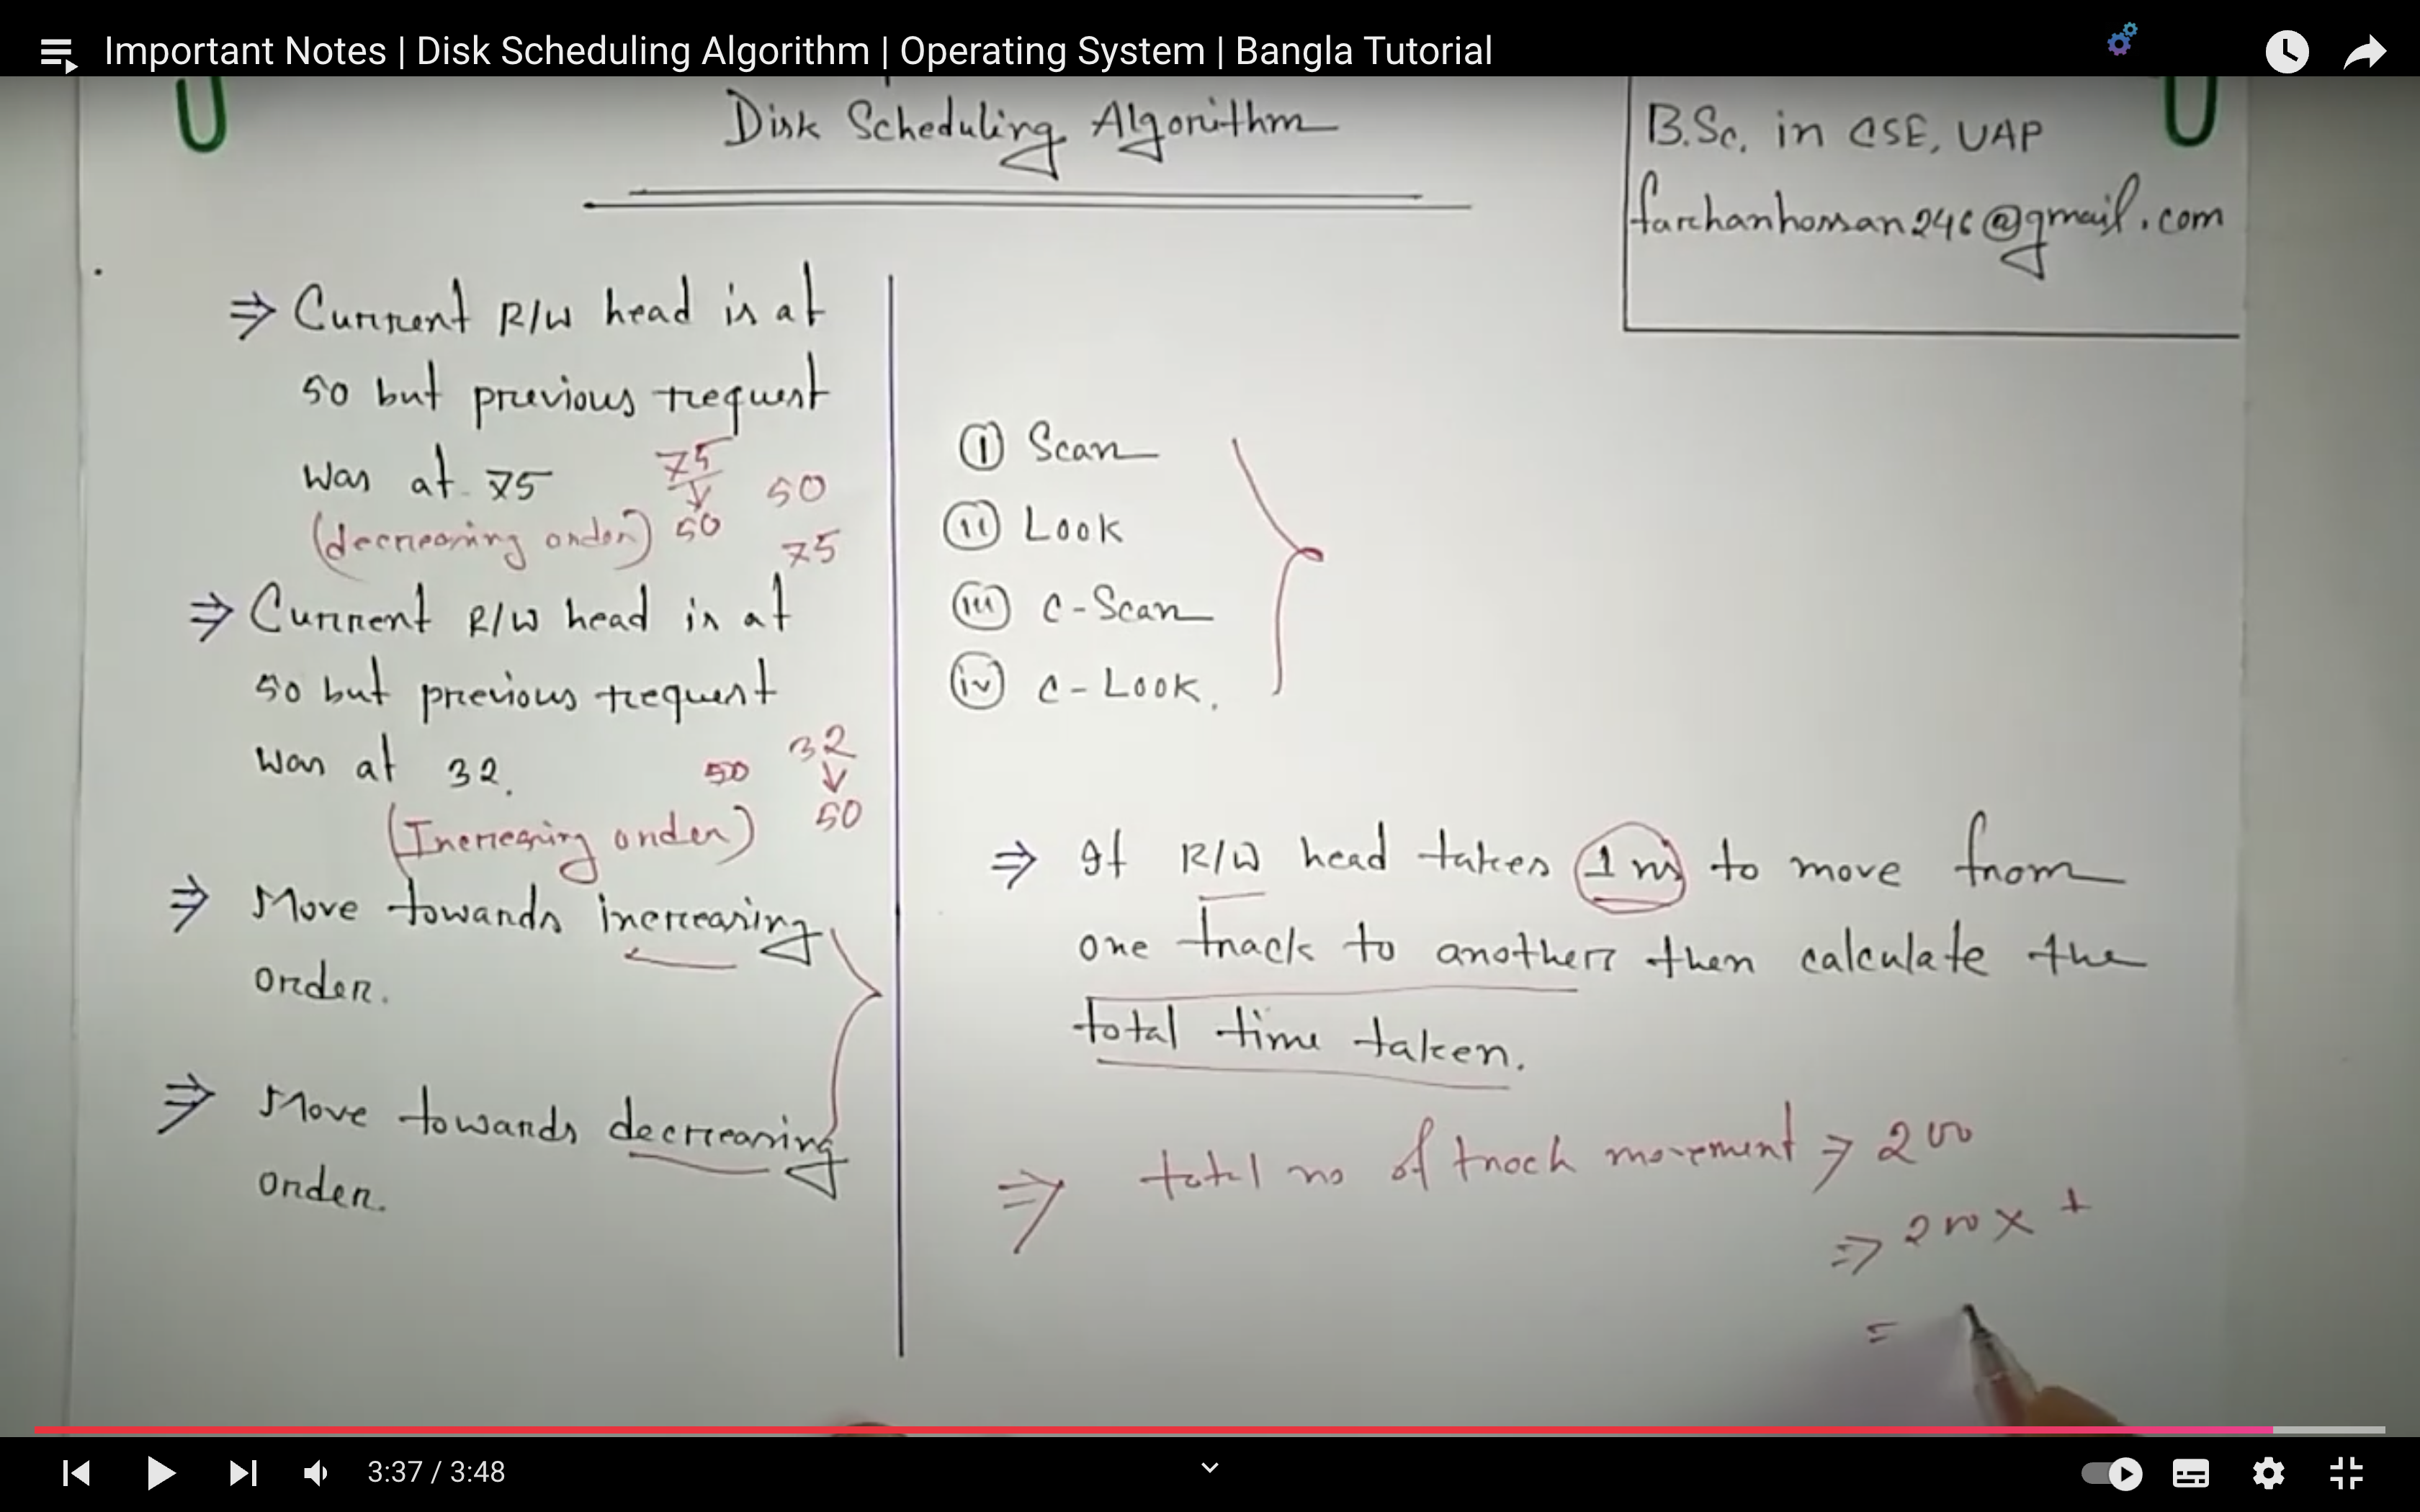 Important Notes | Disk Scheduling Algorithm | Operating System | Bangla Tutorial
Disk Scheduling Algorithm
B.Sc. in CSE, UAP
farhanhossan246@gmail.com
⇒ Current R/W head is at
50 but previous request
was at 75
75
↓
50
50
75
(decreasing order)
⇒ Current R/W head is at
50 but previous request
was at 32.
50
32
↓
50
(Increasing order)
⇒ Move towards increasing
order.
⇒ Move towards decreasing
order.
(i) Scan
(ii) Look
(iii) C-Scan
(iv) C-Look.
⇒ If R/W head takes 1 ms to move from
one track to another then calculate the
total time taken.
⇒ total no of track movement ⇒ 200
⇒ 200 ×
=
3:37 / 3:48